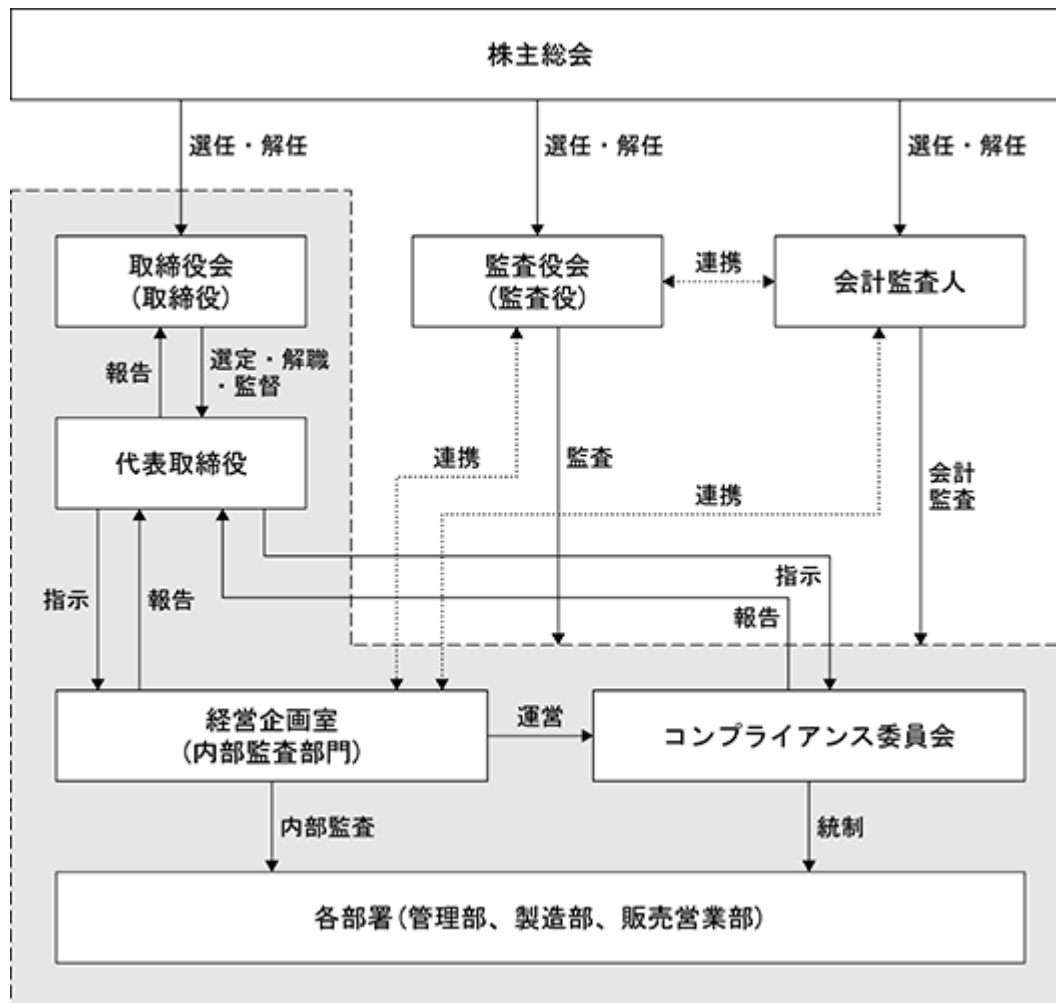 株主総会
選任・解任
選任・解任
選任・解任
取締役会
(取締役)
監査役会
(監査役)
連携
会計監査人
報告
選定・解職
・監督
代表取締役
連携
監査
連携
会計
監査
指示
報告
指示
報告
経営企画室
(内部監査部門)
運営
コンプライアンス委員会
内部監査
統制
各部署(管理部、製造部、販売営業部)